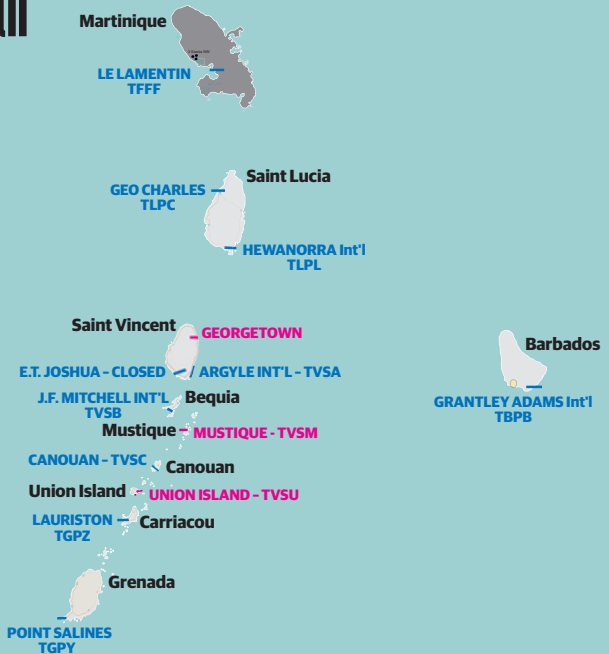 Martinique
LE LAMENTIN
TFFF
Saint Lucia
GEO CHARLES
TLPC
HEWANORRA Int'l
TLPL
Saint Vincent
GEORGETOWN
Barbados
E.T. JOSHUA – CLOSED / ARGYLE INT'L – TVSA
J.F. MITCHELL INT'L
TVSB
Bequia
GRANTLEY ADAMS Int'l
TBPB
Mustique
MUSTIQUE - TVSM
CANOUAN – TVSC
Canouan
Union Island
UNION ISLAND – TVSU
LAURISTON
TGPZ
Carriacou
Grenada
POINT SALINES
TGPY